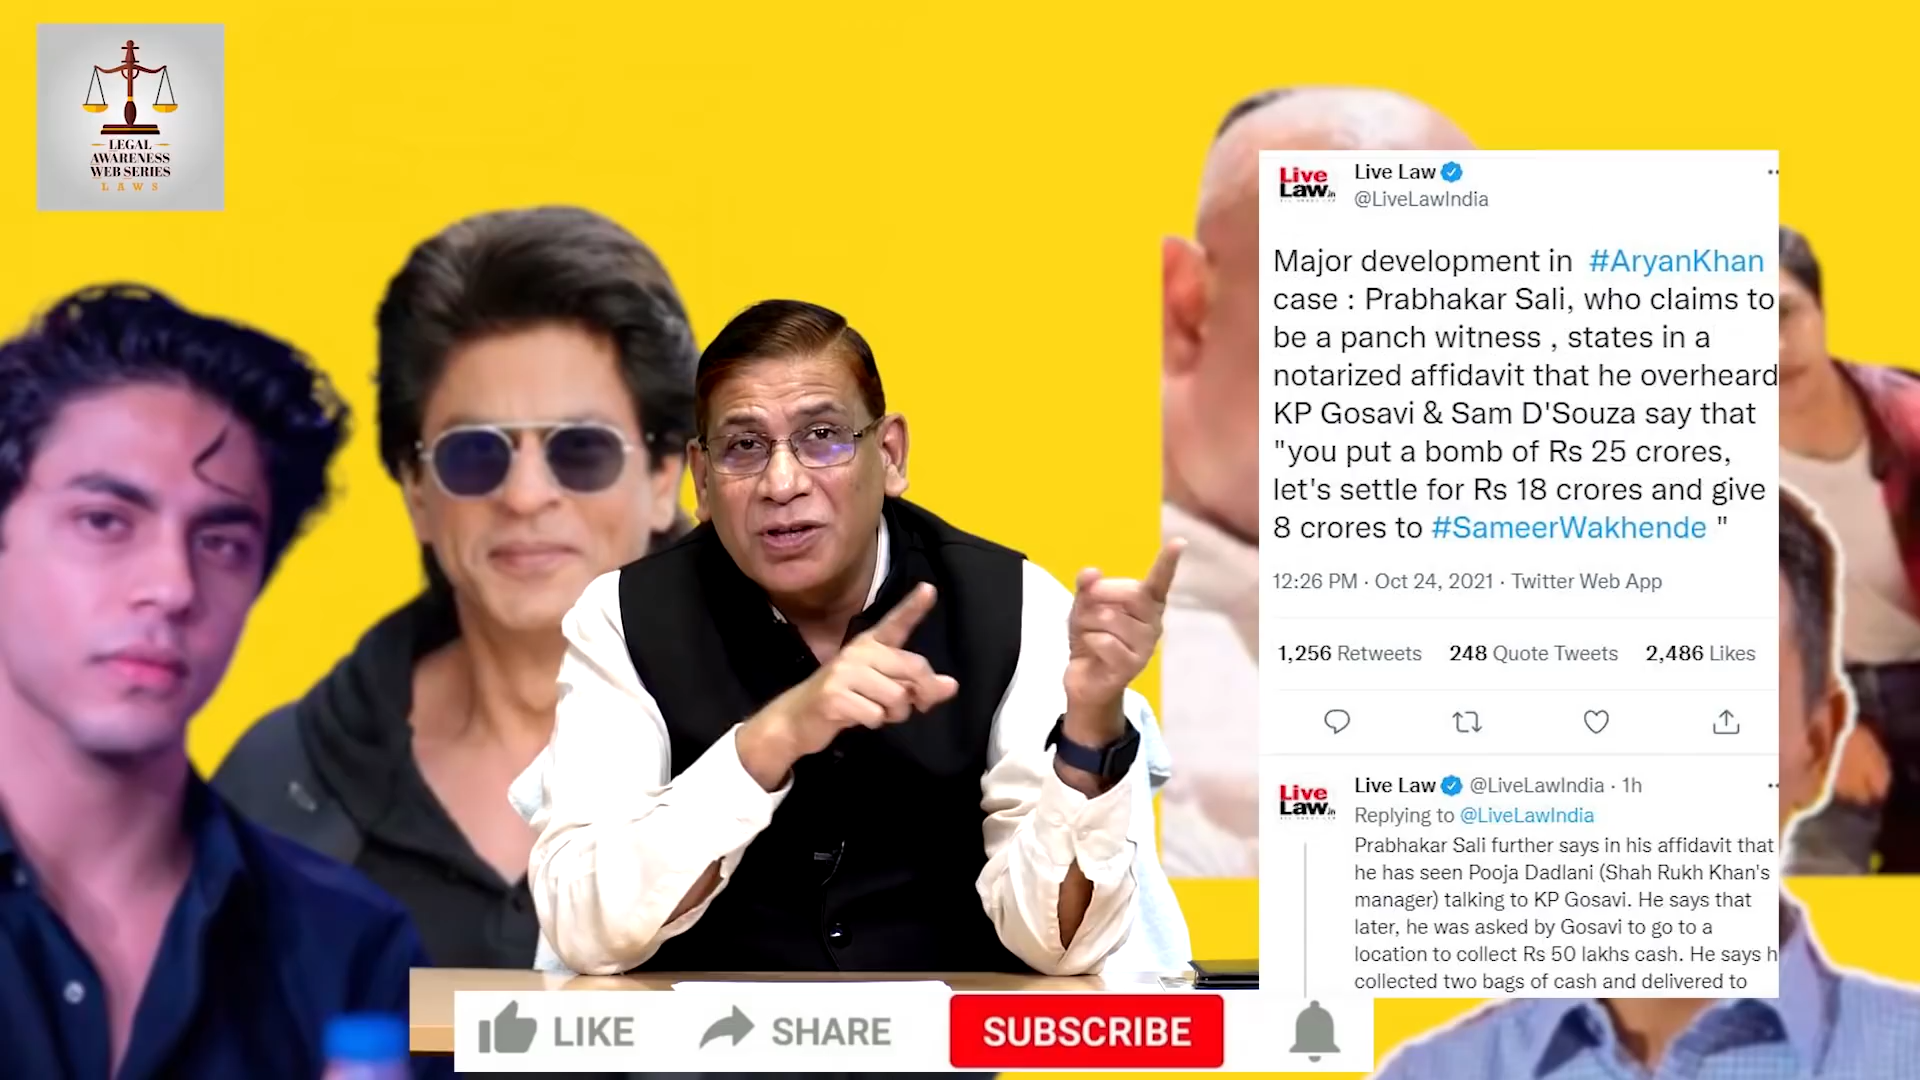 LEGAL
AWARENESS
WEB SERIES
LAWS
Live
Law.in
Live Law
@LiveLawIndia
Major development in #AryanKhan
case : Prabhakar Sali, who claims to
be a panch witness , states in a
notarized affidavit that he overheard
KP Gosavi & Sam D'Souza say that
"you put a bomb of Rs 25 crores,
let's settle for Rs 18 crores and give
8 crores to #SameerWakhende "
12:26 PM · Oct 24, 2021 · Twitter Web App
1,256 Retweets 248 Quote Tweets 2,486 Likes
Live
Law.in
Live Law @LiveLawIndia · 1h
Replying to @LiveLawIndia
Prabhakar Sali further says in his affidavit that
he has seen Pooja Dadlani (Shah Rukh Khan's
manager) talking to KP Gosavi. He says that
later, he was asked by Gosavi to go to a
location to collect Rs 50 lakhs cash. He says h
collected two bags of cash and delivered to
LIKE SHARE SUBSCRIBE